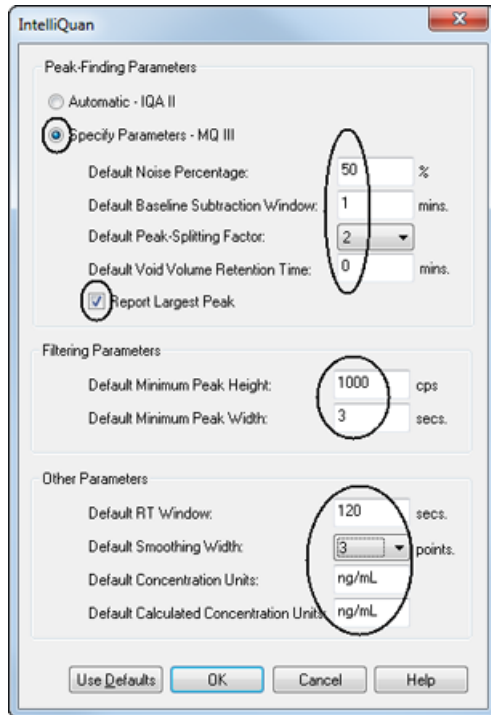 IntelliQuan
Peak-Finding Parameters
Automatic - IQA II
Specify Parameters - MQ III
Default Noise Percentage: 50 %
Default Baseline Subtraction Window: 1 mins.
Default Peak-Splitting Factor: 2
Default Void Volume Retention Time: 0 mins.
Report Largest Peak
Filtering Parameters
Default Minimum Peak Height: 1000 cps
Default Minimum Peak Width: 3 secs.
Other Parameters
Default RT Window: 120 secs.
Default Smoothing Width: 3 points.
Default Concentration Units: ng/mL
Default Calculated Concentration Units: ng/mL
Use Defaults OK Cancel Help